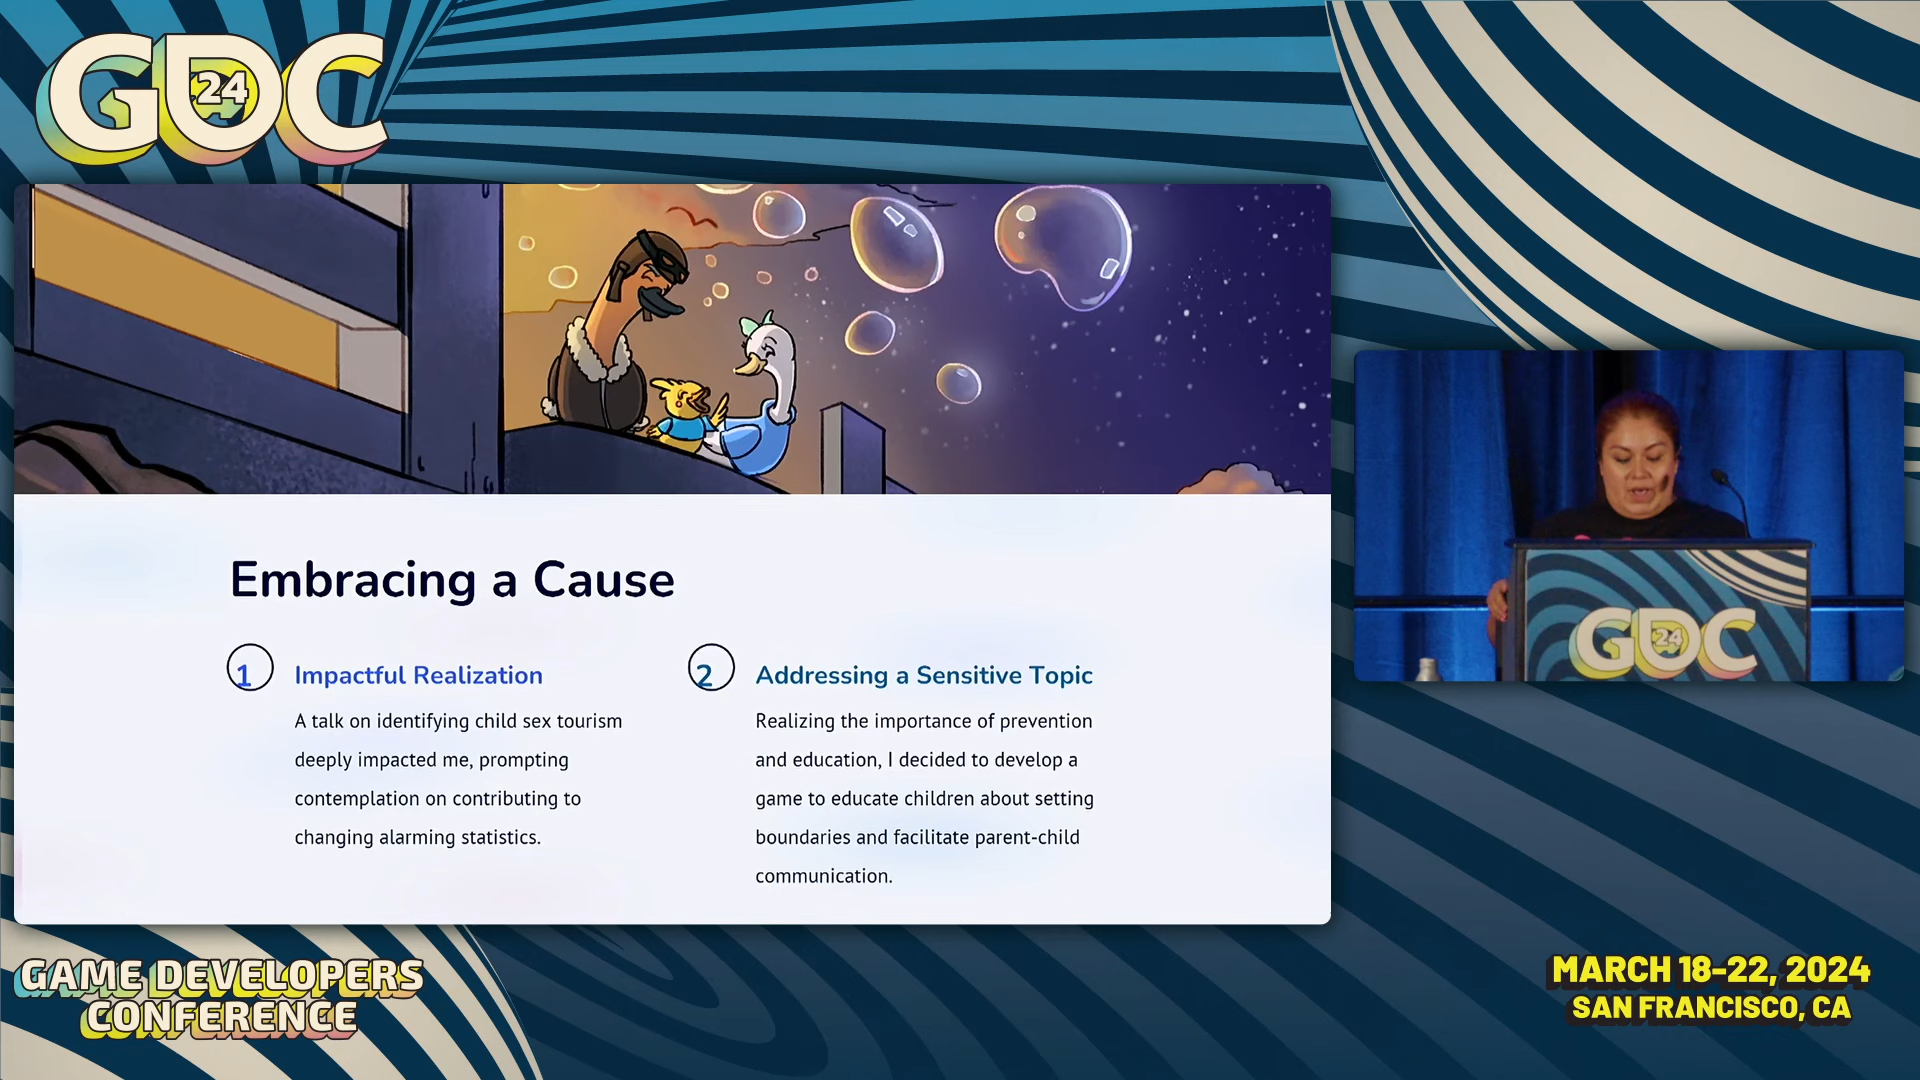 GDC
24
Embracing a Cause
1
Impactful Realization
A talk on identifying child sex tourism
deeply impacted me, prompting
contemplation on contributing to
changing alarming statistics.
2
Addressing a Sensitive Topic
Realizing the importance of prevention
and education, I decided to develop a
game to educate children about setting
boundaries and facilitate parent-child
communication.
GDC
24
GAME DEVELOPERS
CONFERENCE
MARCH 18-22, 2024
SAN FRANCISCO, CA